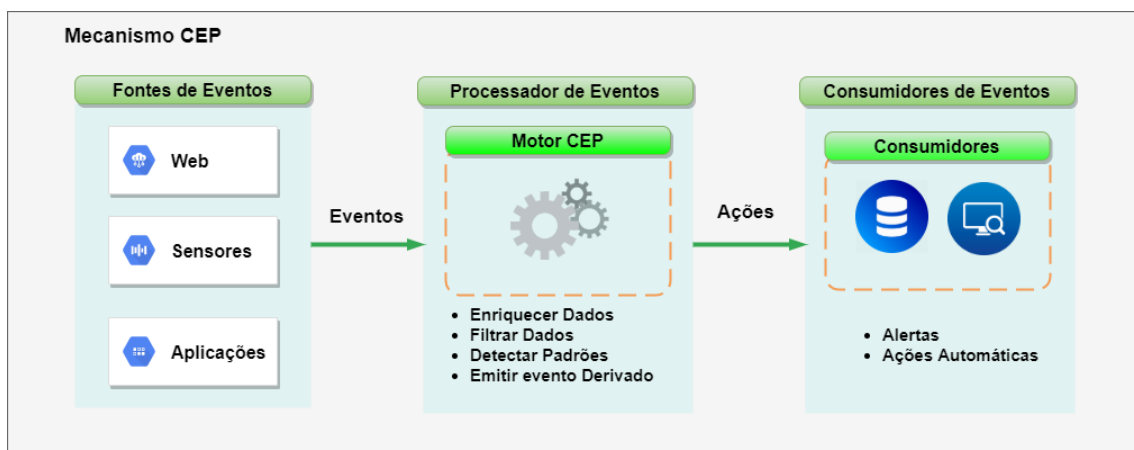 Mecanismo CEP
Fontes de Eventos
Web
Sensores
Aplicações
Eventos
Processador de Eventos
Motor CEP
• Enriquecer Dados
• Filtrar Dados
• Detectar Padrões
• Emitir evento Derivado
Ações
Consumidores de Eventos
Consumidores
• Alertas
• Ações Automáticas